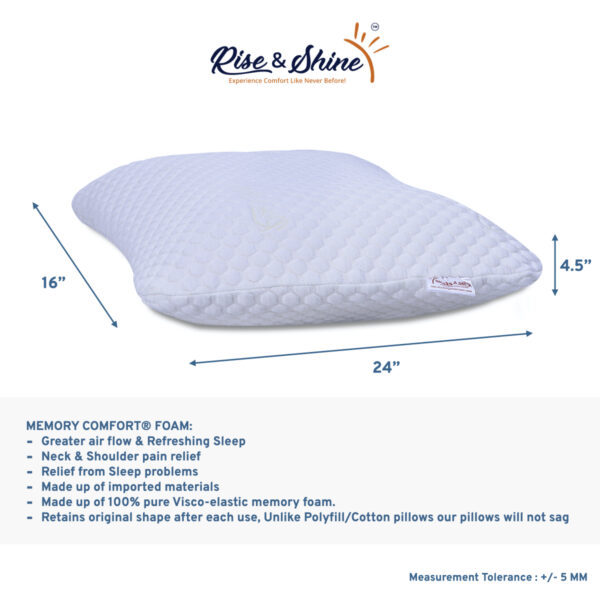 TM
Rise & Shine
Experience Comfort Like Never Before!
16”
4.5”
24”
MEMORY COMFORT® FOAM:
- Greater air flow & Refreshing Sleep
- Neck & Shoulder pain relief
- Relief from Sleep problems
- Made up of imported materials
- Made up of 100% pure Visco-elastic memory foam.
- Retains original shape after each use, Unlike Polyfill/Cotton pillows our pillows will not sag
Measurement Tolerance : +/- 5 MM